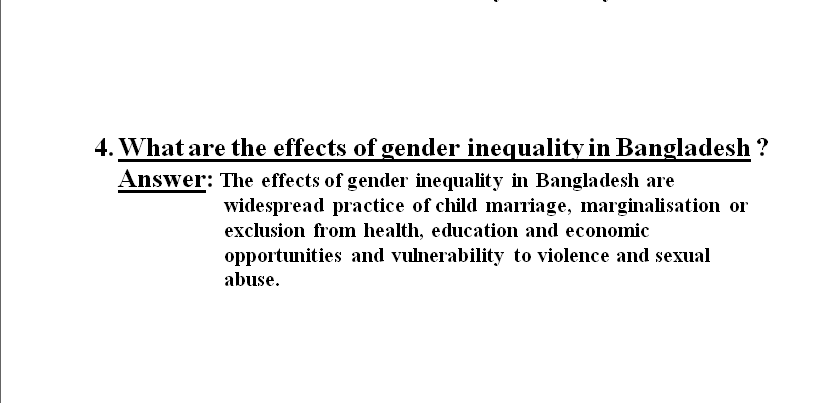 4. What are the effects of gender inequality in Bangladesh ?
Answer: The effects of gender inequality in Bangladesh are
widespread practice of child marriage, marginalisation or
exclusion from health, education and economic
opportunities and vulnerability to violence and sexual
abuse.